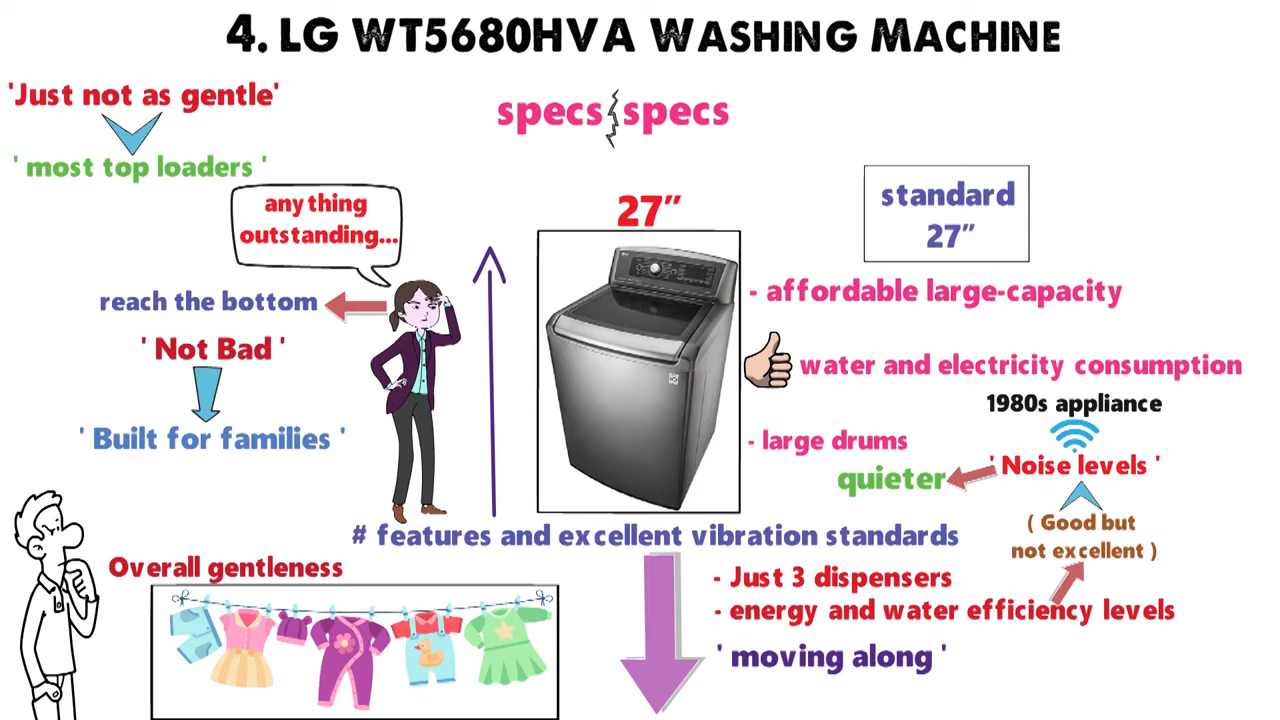 4. LG WT5680HVA Washing Machine
'Just not as gentle'
' most top loaders '
specs specs
any thing
outstanding...
27”
standard
27”
reach the bottom
' Not Bad '
' Built for families '
- affordable large-capacity
water and electricity consumption
1980s appliance
- large drums
' Noise levels '
quieter
( Good but
not excellent )
# features and excellent vibration standards
Overall gentleness
- Just 3 dispensers
- energy and water efficiency levels
' moving along '